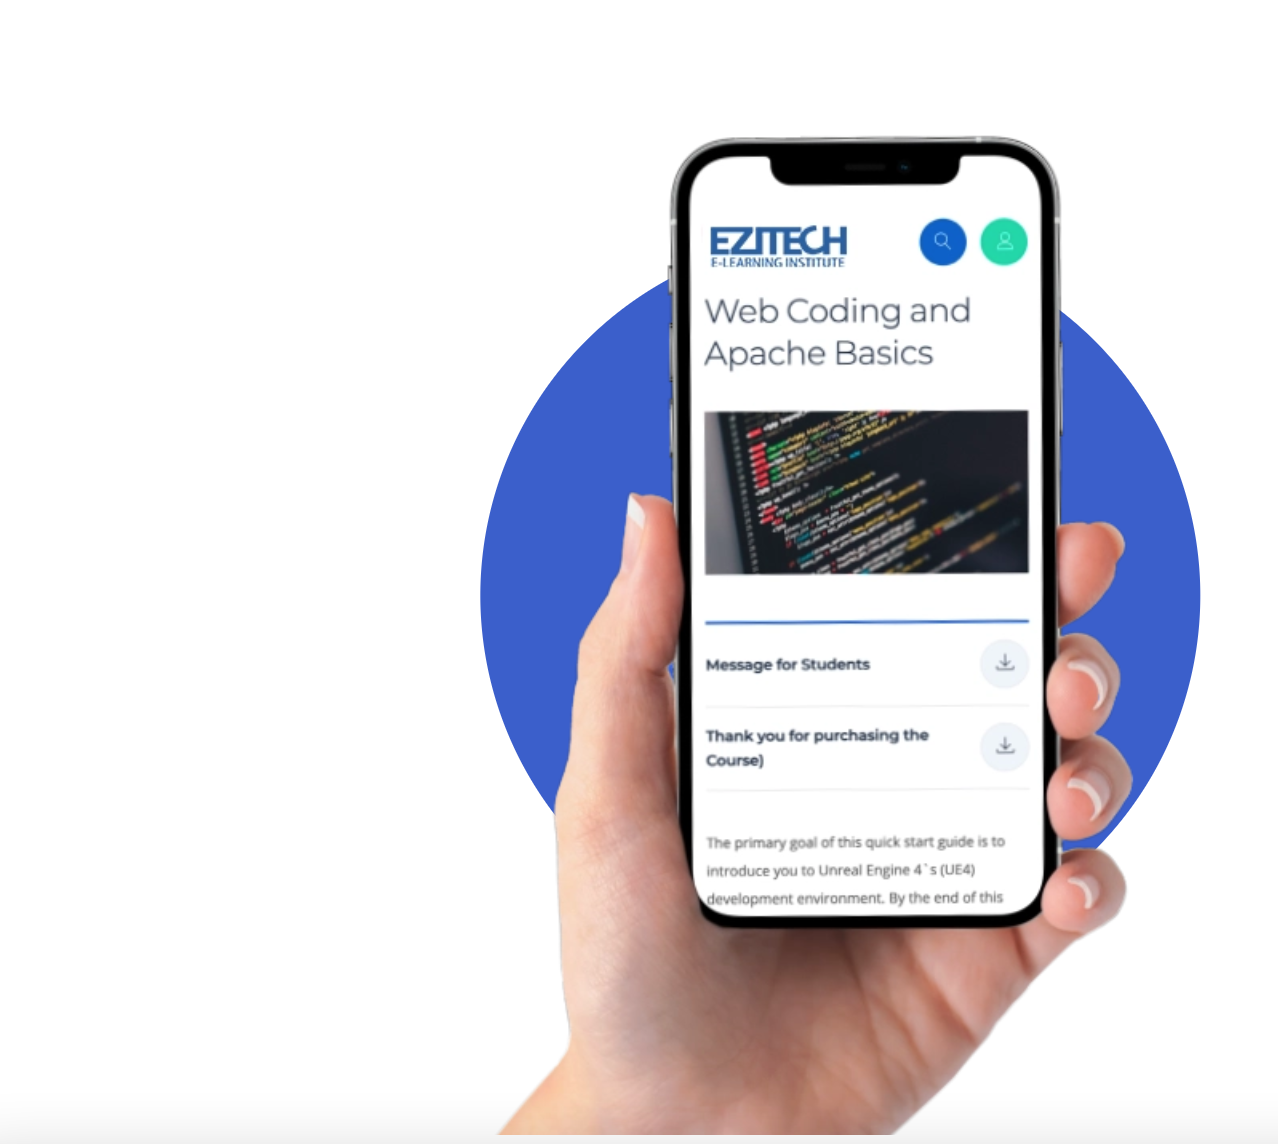 EZITECH
E-LEARNING INSTITUTE
Web Coding and
Apache Basics
Message for Students
Thank you for purchasing the
Course)
The primary goal of this quick start guide is to
introduce you to Unreal Engine 4`s (UE4)
development environment. By the end of this